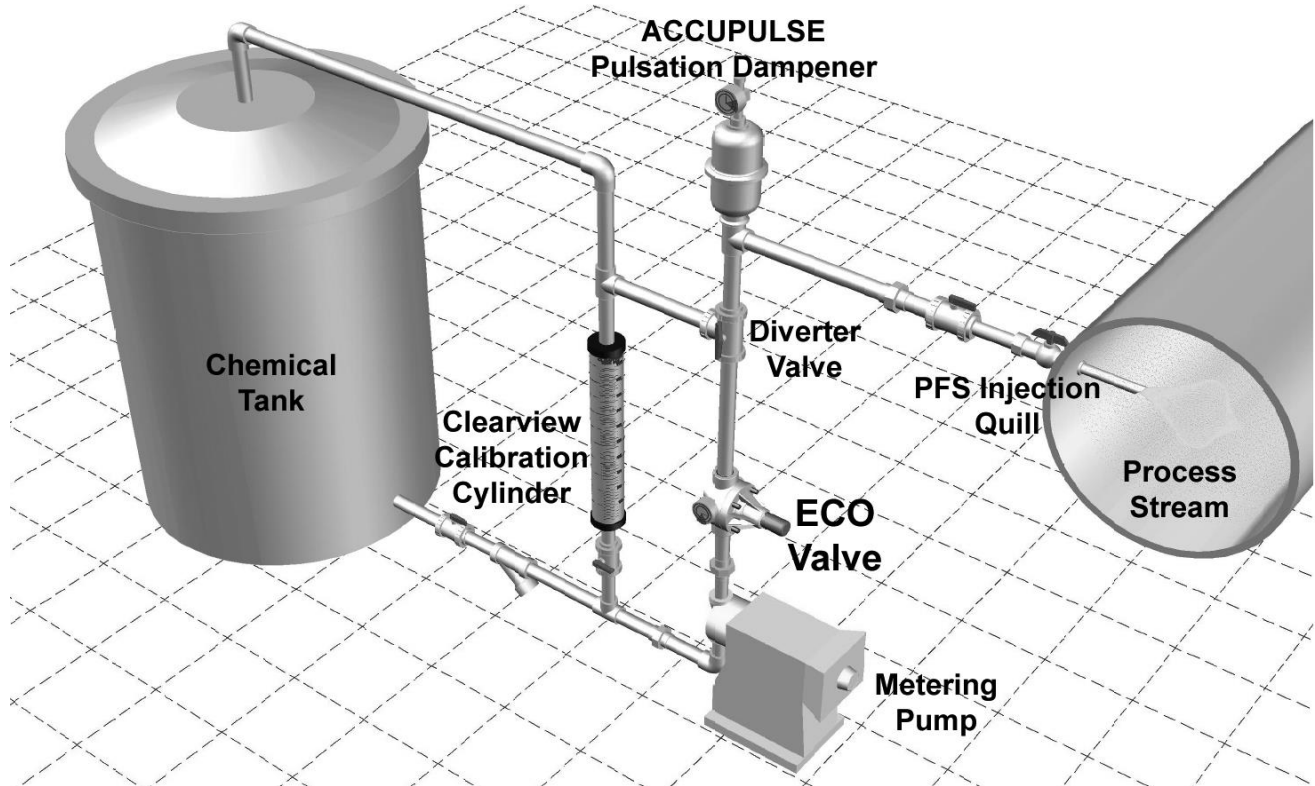 ACCUPULSE
Pulsation Dampener
Chemical
Tank
Clearview
Calibration
Cylinder
Diverter
Valve
PFS Injection
Quill
Process
Stream
ECO
Valve
Metering
Pump